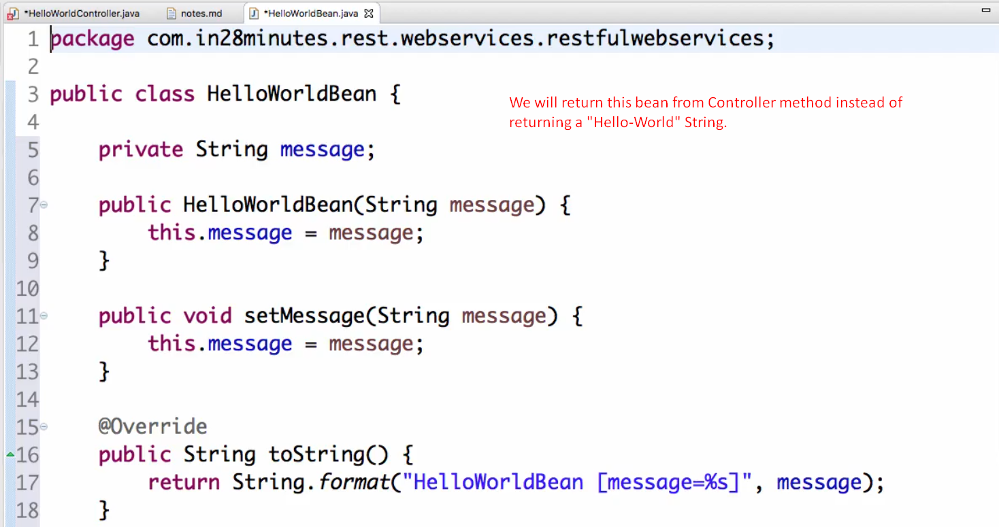 *HelloWorldController.java notes.md *HelloWorldBean.java
1 package com.in28minutes.rest.webservices.restfulwebservices;
2
3 public class HelloWorldBean {
We will return this bean from Controller method instead of
returning a "Hello-World" String.
4
5 private String message;
6
7 public HelloWorldBean(String message) {
8 this.message = message;
9 }
10
11 public void setMessage(String message) {
12 this.message = message;
13 }
14
15 @Override
16 public String toString() {
17 return String.format("HelloWorldBean [message=%s]", message);
18 }